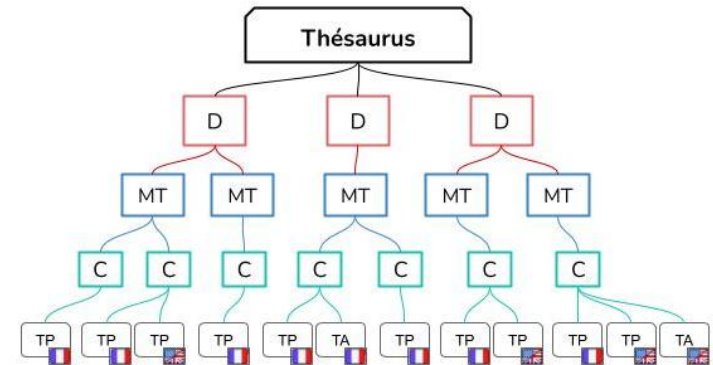 Thésaurus
D D D
MT MT MT MT MT
C C C C C C C
TP TP TP TP TP TA TP TP TP TP TP TA